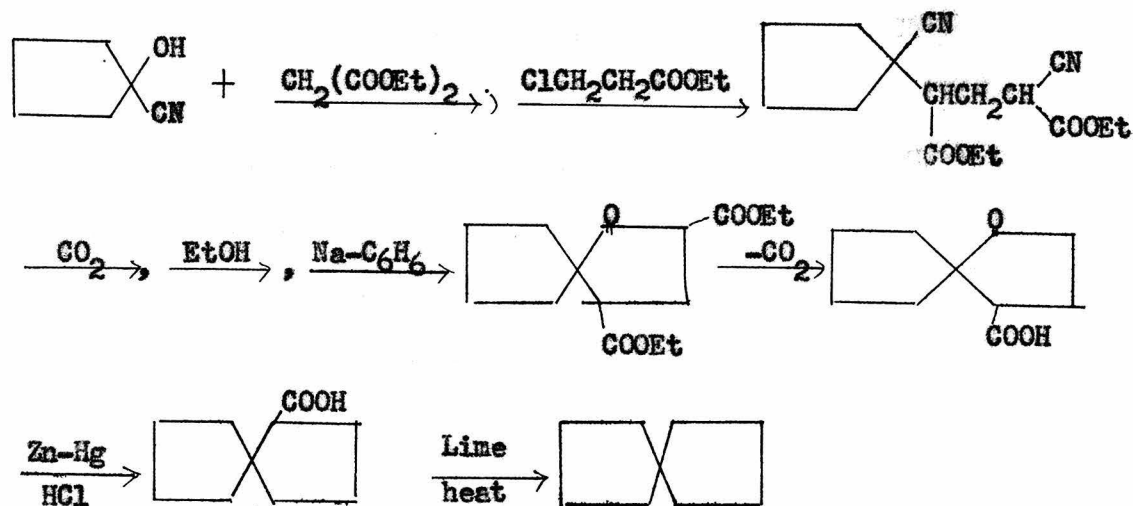 OH
CN
+ CH2(COOEt)2 ; ClCH2CH2COOEt
CN
CN
CHCH2CH
COOEt
COOEt
CO2 , EtOH , Na-C6H6
O
COOEt
COOEt
-CO2
O
COOH
Zn-Hg
HCl
COOH
Lime
heat